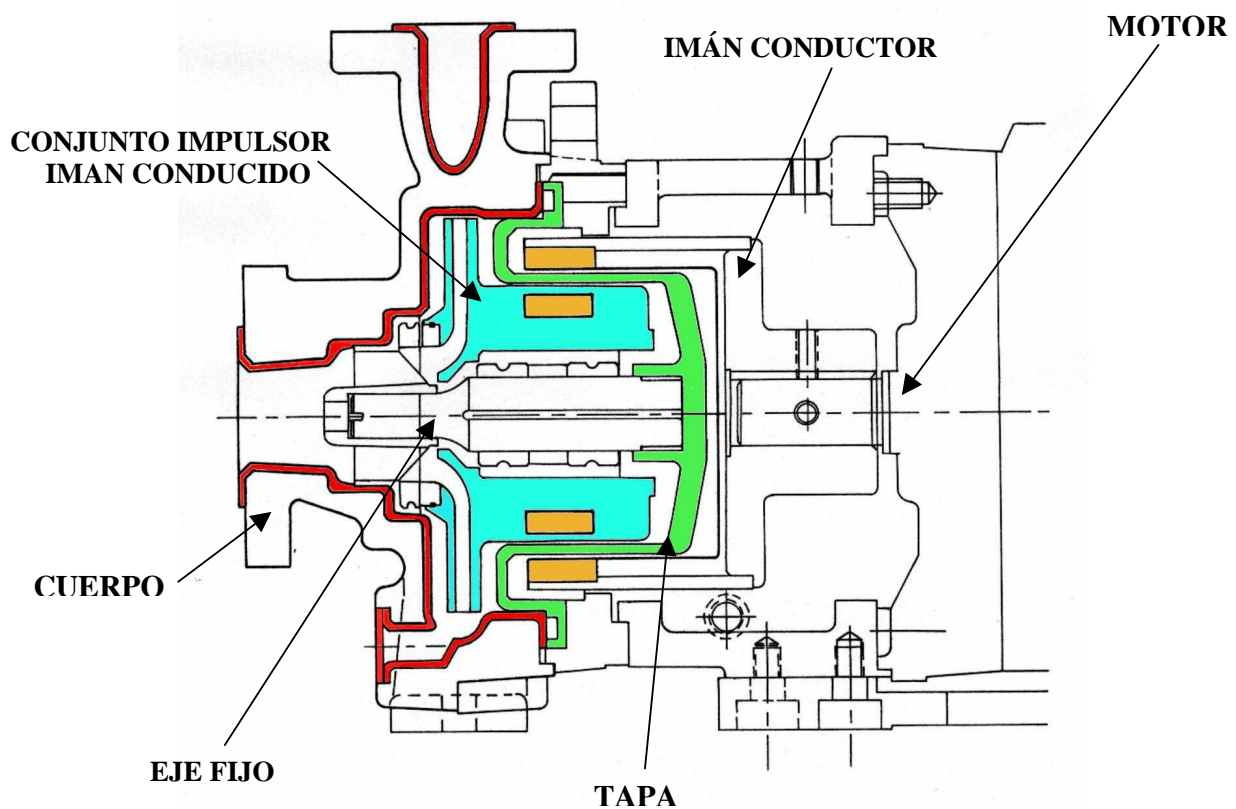 MOTOR
IMÁN CONDUCTOR
CONJUNTO IMPULSOR
IMAN CONDUCIDO
CUERPO
EJE FIJO
TAPA